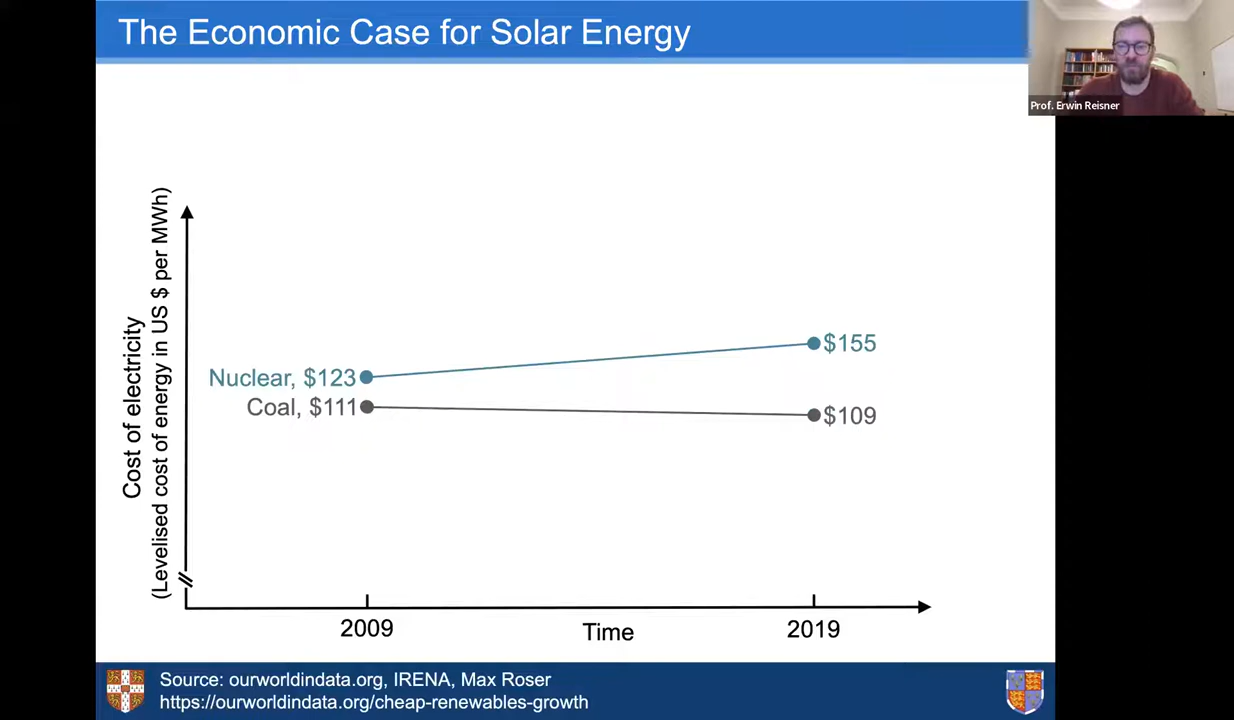 The Economic Case for Solar Energy
Prof. Erwin Reisner
Cost of electricity
(Levelised cost of energy in US $ per MWh)
$155
Nuclear, $123
Coal, $111
$109
2009
Time
2019
Source: ourworldindata.org, IRENA, Max Roser
https://ourworldindata.org/cheap-renewables-growth